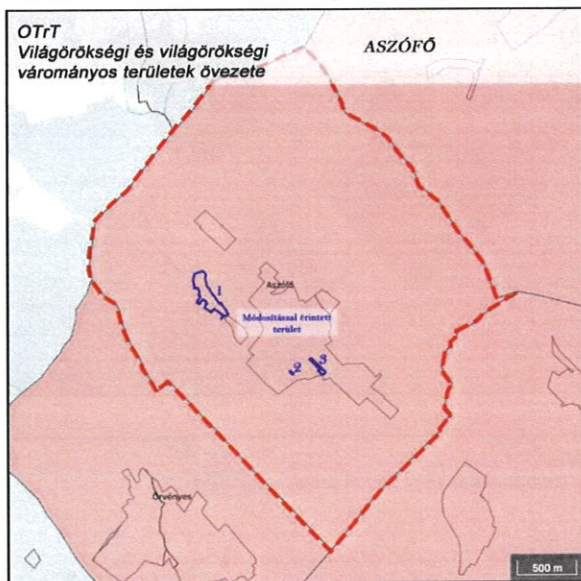 OTrT
Világörökségi és világörökségi
várományos területek övezete
ASZÓFŐ
1
Aszófő
Módosítással érintett
terület
2
3
Örvényes
500 m